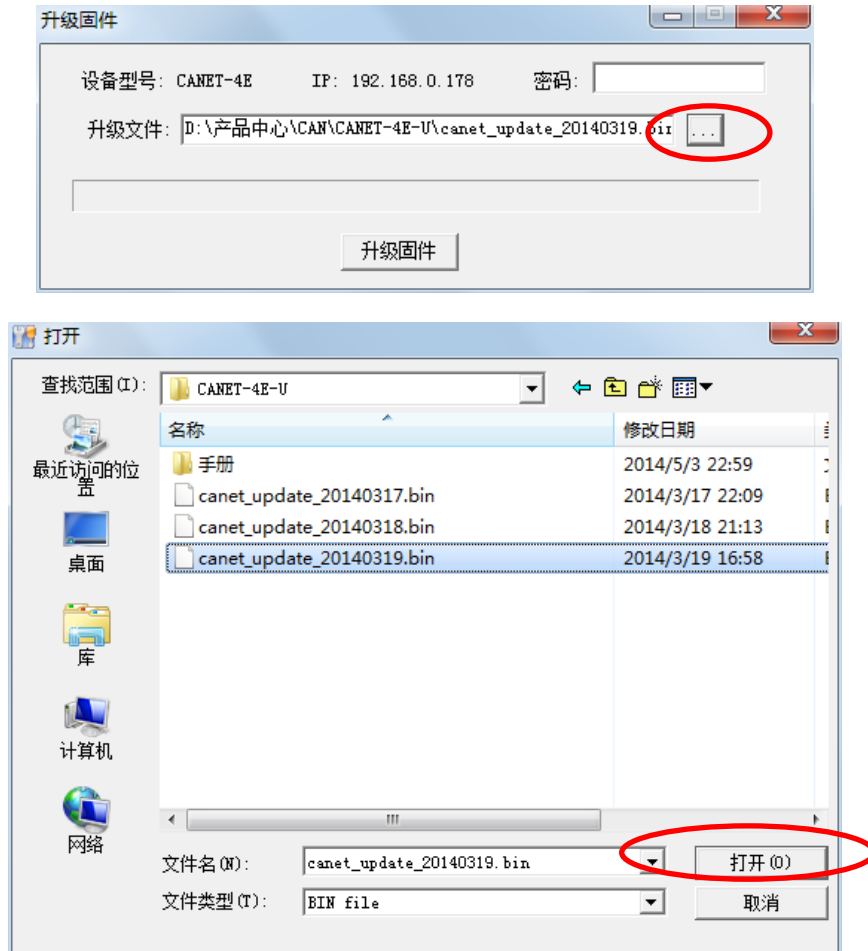 升级固件
设备型号: CANET-4E IP: 192.168.0.178 密码:
升级文件: D:\产品中心\CAN\CANET-4E-U\canet_update_20140319.bin ...
升级固件
打开
查找范围(I): CANET-4E-U
名称 修改日期
手册 2014/5/3 22:59
canet_update_20140317.bin 2014/3/17 22:09
canet_update_20140318.bin 2014/3/18 21:13
canet_update_20140319.bin 2014/3/19 16:58
最近访问的位
置
桌面
库
计算机
网络
文件名(N): canet_update_20140319.bin 打开(O)
文件类型(T): BIN file 取消